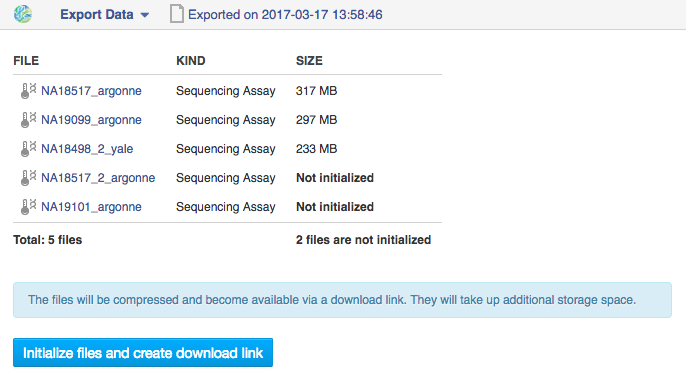 Export Data Exported on 2017-03-17 13:58:46
FILE KIND SIZE
NA18517_argonne Sequencing Assay 317 MB
NA19099_argonne Sequencing Assay 297 MB
NA18498_2_yale Sequencing Assay 233 MB
NA18517_2_argonne Sequencing Assay Not initialized
NA19101_argonne Sequencing Assay Not initialized
Total: 5 files 2 files are not initialized
The files will be compressed and become available via a download link. They will take up additional storage space.
Initialize files and create download link